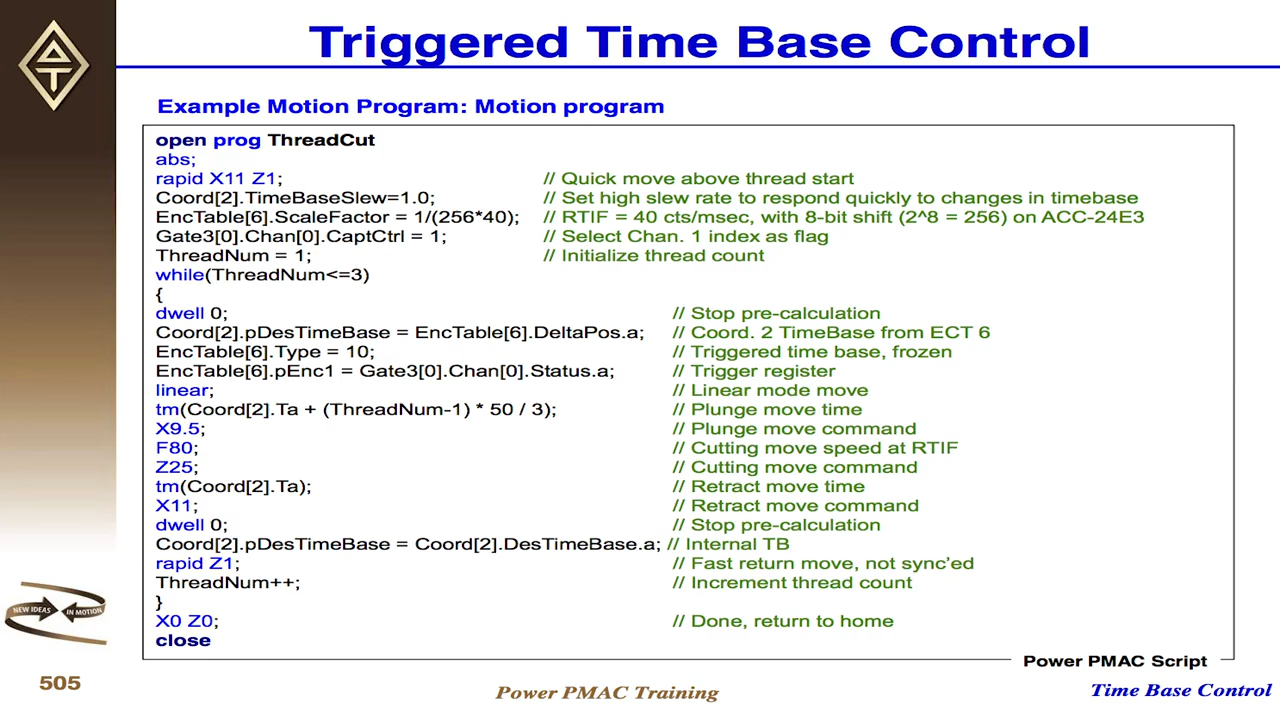 Triggered Time Base Control
Example Motion Program: Motion program
open prog ThreadCut
abs;
rapid X11 Z1; // Quick move above thread start
Coord[2].TimeBaseSlew=1.0; // Set high slew rate to respond quickly to changes in timebase
EncTable[6].ScaleFactor = 1/(256*40); // RTIF = 40 cts/msec, with 8-bit shift (2^8 = 256) on ACC-24E3
Gate3[0].Chan[0].CaptCtrl = 1; // Select Chan. 1 index as flag
ThreadNum = 1; // Initialize thread count
while(ThreadNum<=3)
{
dwell 0; // Stop pre-calculation
Coord[2].pDesTimeBase = EncTable[6].DeltaPos.a; // Coord. 2 TimeBase from ECT 6
EncTable[6].Type = 10; // Triggered time base, frozen
EncTable[6].pEnc1 = Gate3[0].Chan[0].Status.a; // Trigger register
linear; // Linear mode move
tm(Coord[2].Ta + (ThreadNum-1) * 50 / 3); // Plunge move time
X9.5; // Plunge move command
F80; // Cutting move speed at RTIF
Z25; // Cutting move command
tm(Coord[2].Ta); // Retract move time
X11; // Retract move command
dwell 0; // Stop pre-calculation
Coord[2].pDesTimeBase = Coord[2].DesTimeBase.a; // Internal TB
rapid Z1; // Fast return move, not sync'ed
ThreadNum++; // Increment thread count
}
X0 Z0; // Done, return to home
close
Power PMAC Script
NEW IDEAS IN MOTION
505
Power PMAC Training
Time Base Control